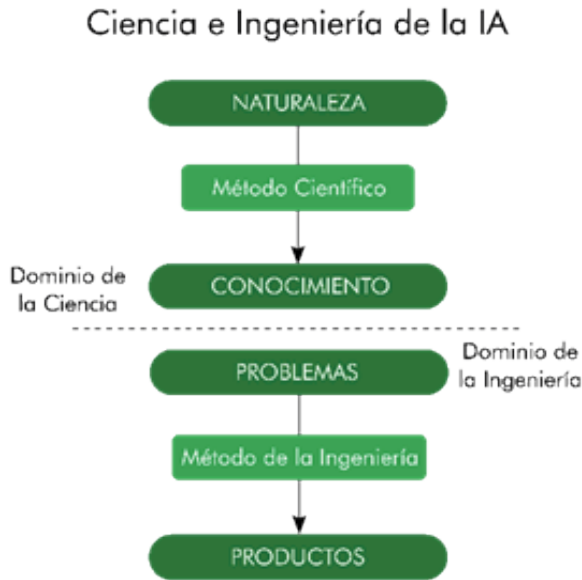 Ciencia e Ingeniería de la IA
NATURALEZA
Método Científico
Dominio de
la Ciencia
CONOCIMIENTO
PROBLEMAS
Dominio de
la Ingeniería
Método de la Ingeniería
PRODUCTOS